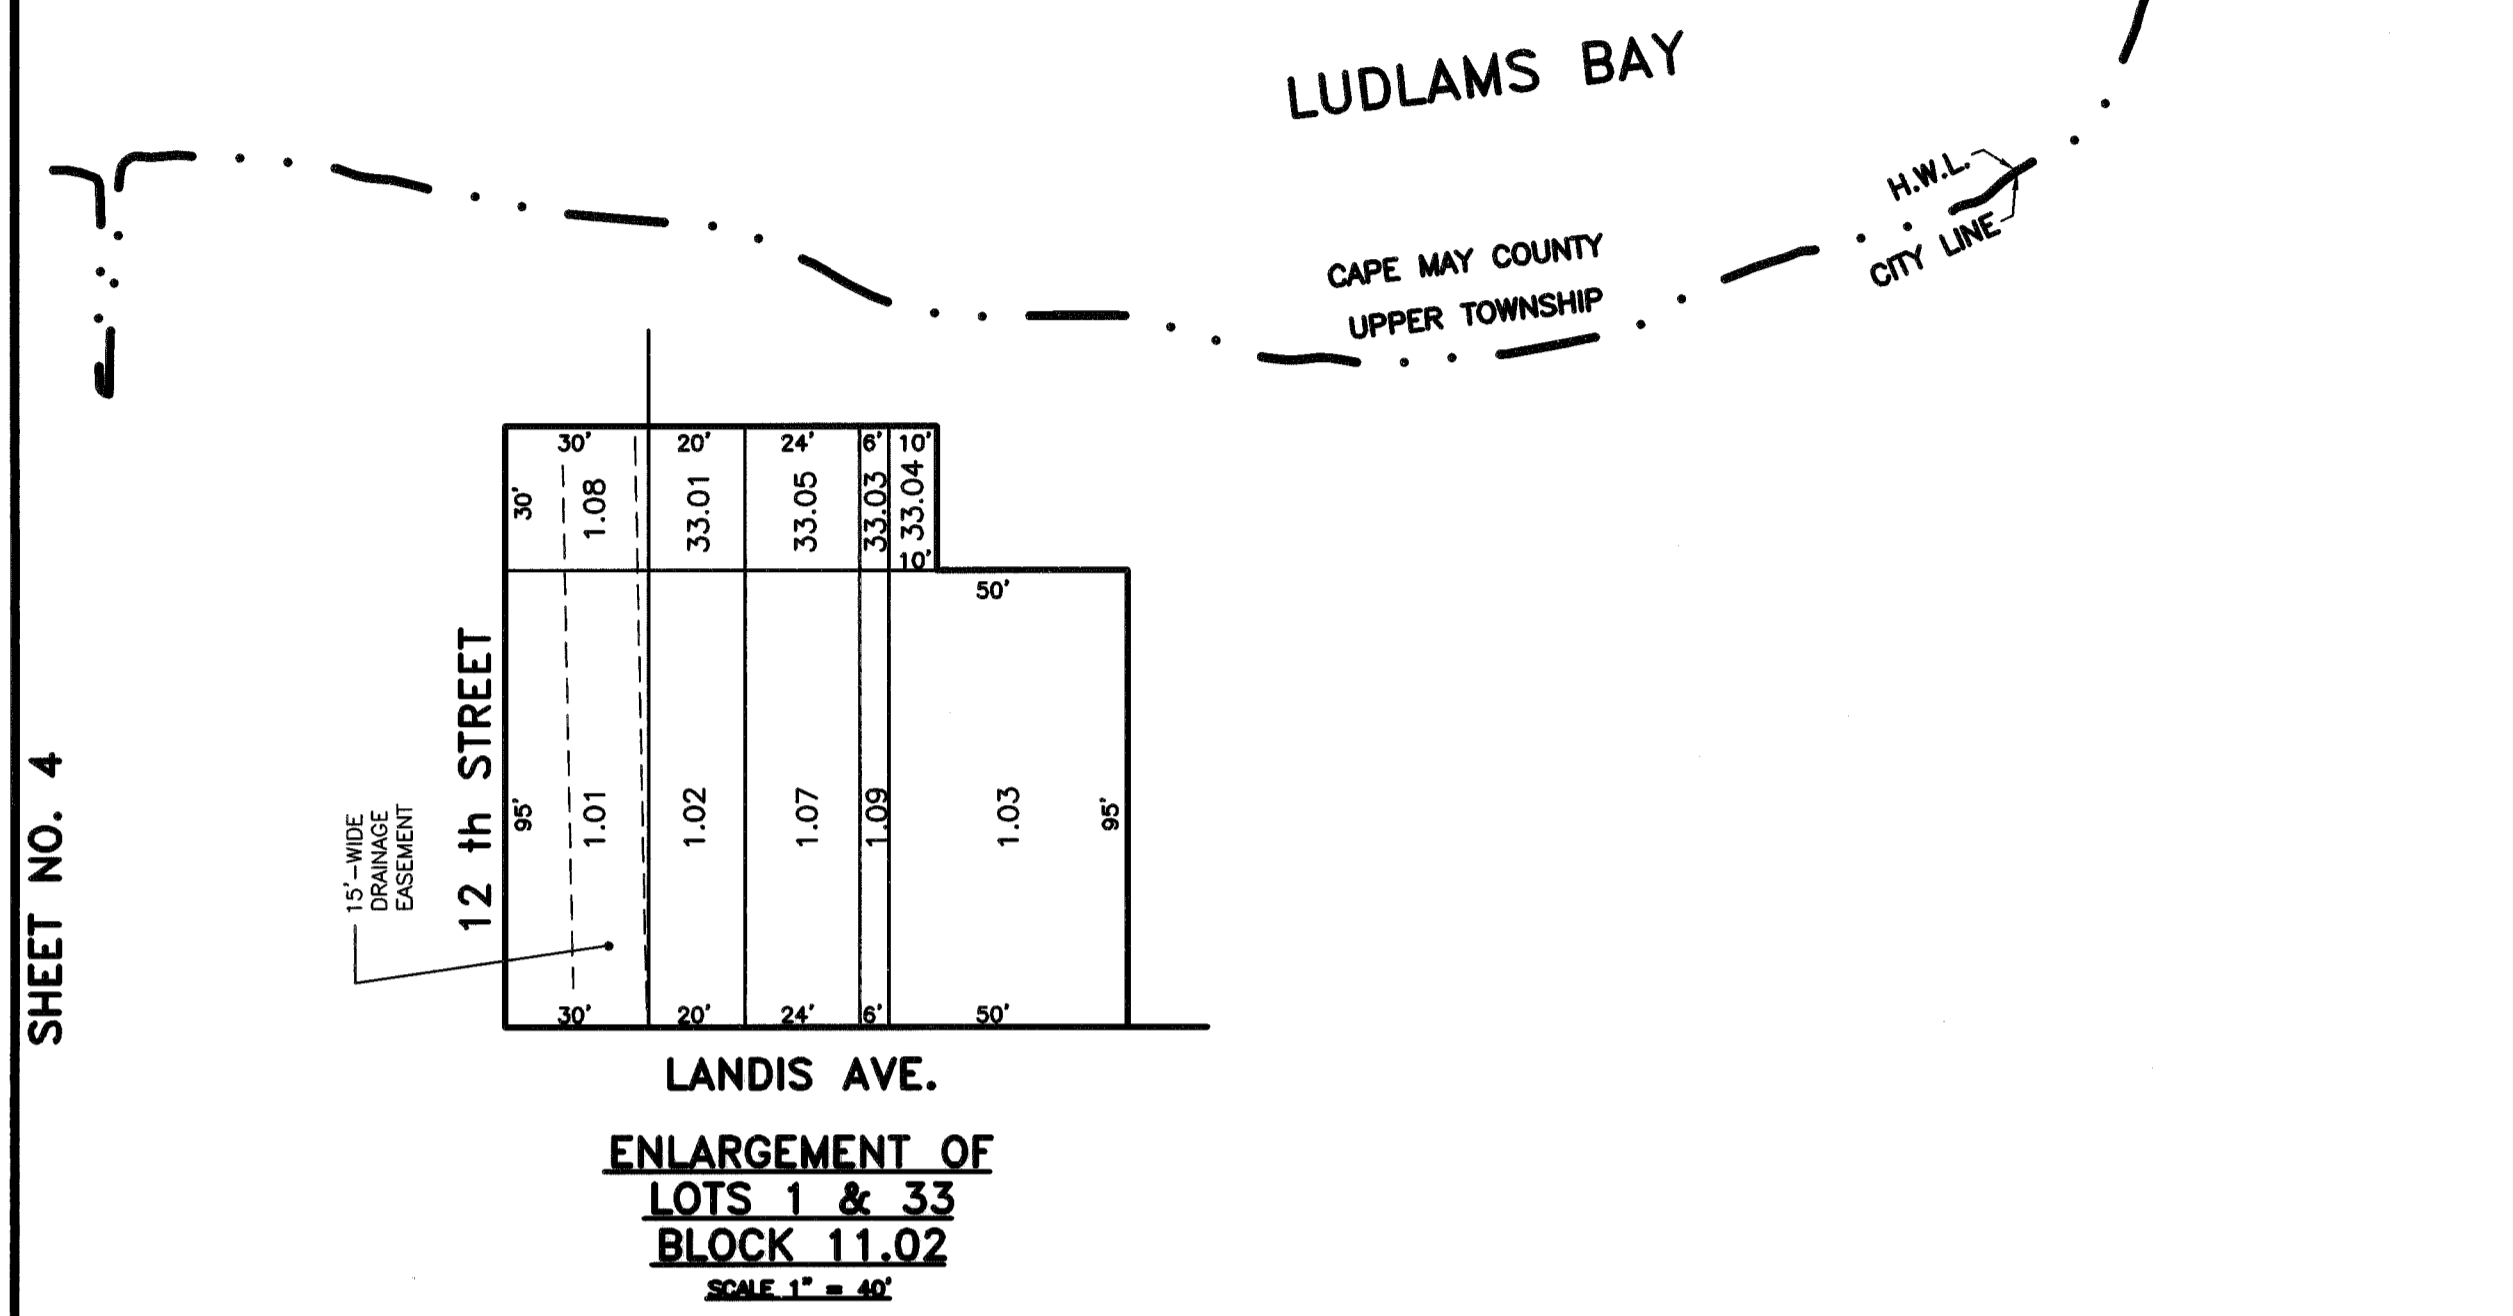 LUDLAMS BAY
H.W.L.
CITY LINE
CAPE MAY COUNTY
UPPER TOWNSHIP
30' 20' 24' 6' 10'
30'
1.08
33.01
33.05
33.03
33.04
10'
50'
12 th STREET
95'
1.01
1.02
1.07
1.09
1.03
95'
15'-WIDE
DRAINAGE
EASEMENT
SHEET NO. 4
30' 20' 24' 6' 50'
LANDIS AVE.
ENLARGEMENT OF
LOTS 1 & 33
BLOCK 11.02
SCALE 1" = 40'